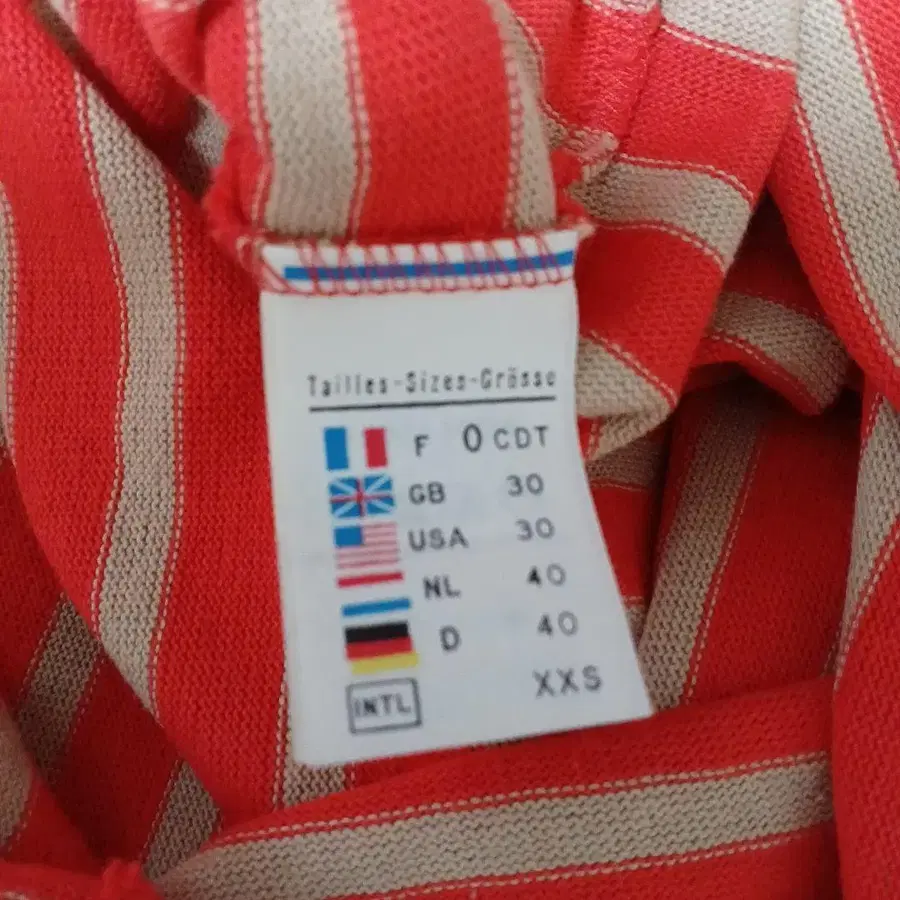 Tailles-Sizes-Grösse
F 0 CDT
GB 30
USA 30
NL 40
D 40
INTL XXS